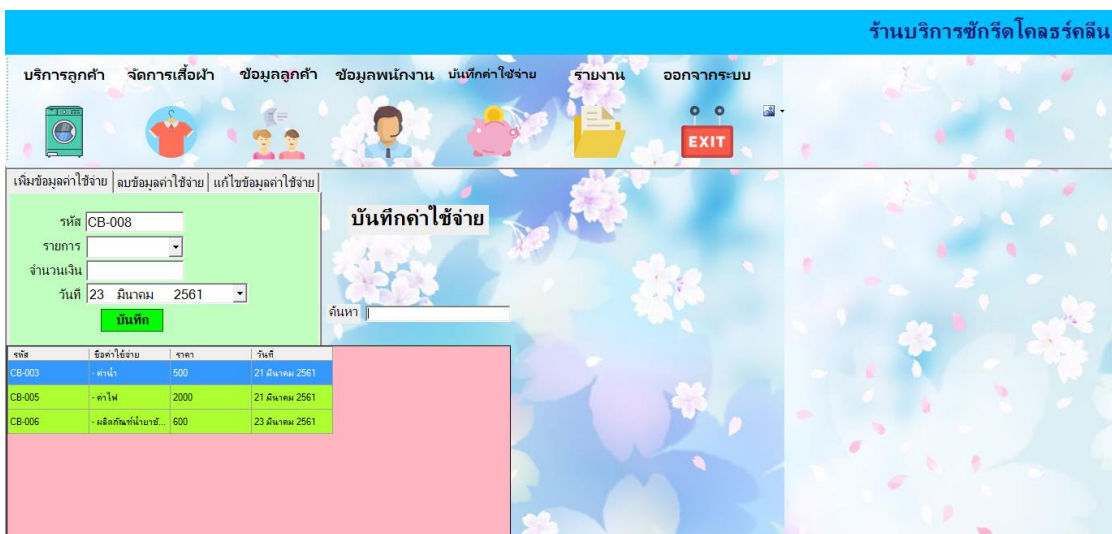 ร้านบริการซักรีดโคลธร์คลีน
บริการลูกค้า จัดการเสื้อผ้า ข้อมูลลูกค้า ข้อมูลพนักงาน บันทึกค่าใช้จ่าย รายงาน ออกจากระบบ
EXIT
เพิ่มข้อมูลค่าใช้จ่าย ลบข้อมูลค่าใช้จ่าย แก้ไขข้อมูลค่าใช้จ่าย
บันทึกค่าใช้จ่าย
รหัส CB-008
รายการ
จำนวนเงิน
วันที่ 23 มีนาคม 2561
บันทึก
ค้นหา
รหัส ชื่อค่าใช้จ่าย ราคา วันที่
CB-003 - ค่าน้ำ 500 21 มีนาคม 2561
CB-005 - ค่าไฟ 2000 21 มีนาคม 2561
CB-006 - ผลิตภัณฑ์น้ำยาซั... 600 23 มีนาคม 2561